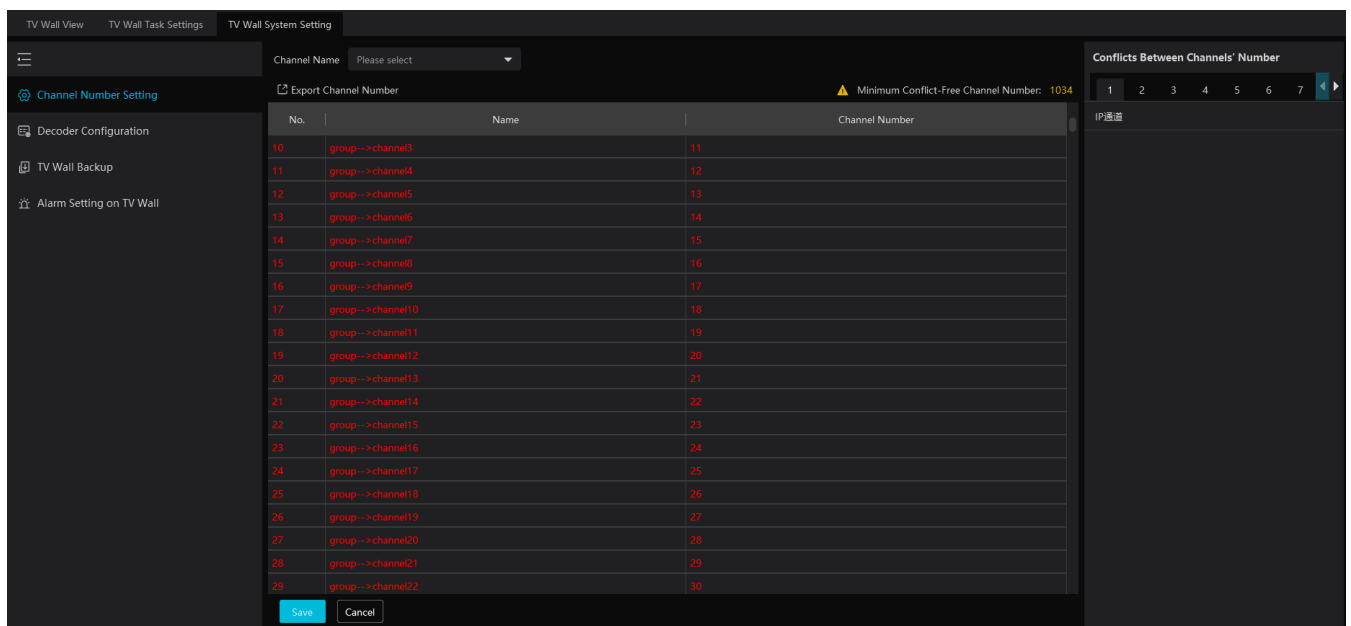 TV Wall View TV Wall Task Settings TV Wall System Setting
Channel Number Setting
Decoder Configuration
TV Wall Backup
Alarm Setting on TV Wall
Channel Name Please select
Export Channel Number Minimum Conflict-Free Channel Number: 1034
No. Name Channel Number
10 group-->channel3 11
11 group-->channel4 12
12 group-->channel5 13
13 group-->channel6 14
14 group-->channel7 15
15 group-->channel8 16
16 group-->channel9 17
17 group-->channel10 18
18 group-->channel11 19
19 group-->channel12 20
20 group-->channel13 21
21 group-->channel14 22
22 group-->channel15 23
23 group-->channel16 24
24 group-->channel17 25
25 group-->channel18 26
26 group-->channel19 27
27 group-->channel20 28
28 group-->channel21 29
29 group-->channel22 30
Save Cancel
Conflicts Between Channels' Number
1 2 3 4 5 6 7
IP通道